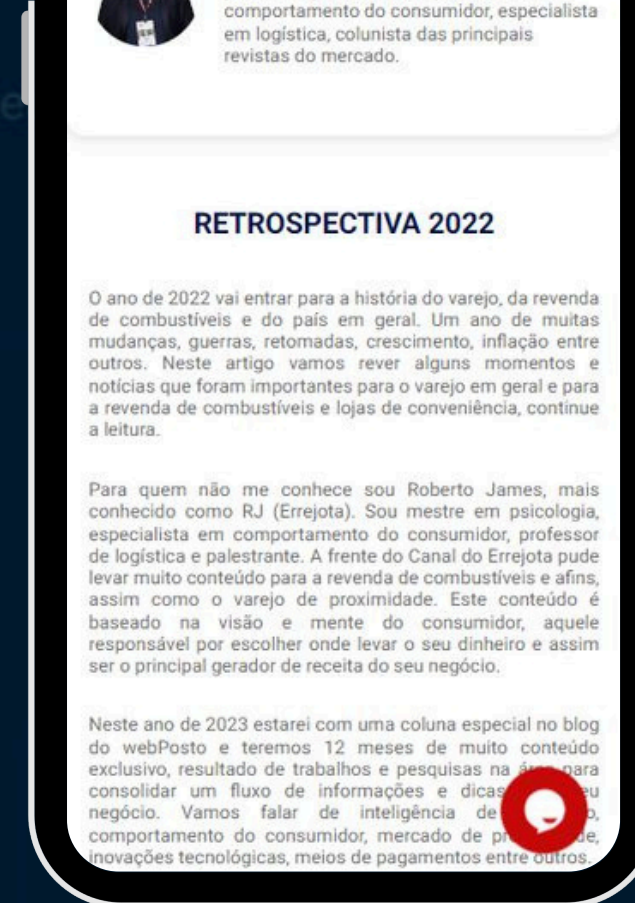 comportamento do consumidor, especialista
em logística, colunista das principais
revistas do mercado.
RETROSPECTIVA 2022
O ano de 2022 vai entrar para a história do varejo, da revenda
de combustíveis e do país em geral. Um ano de muitas
mudanças, guerras, retomadas, crescimento, inflação entre
outros. Neste artigo vamos rever alguns momentos e
notícias que foram importantes para o varejo em geral e para
a revenda de combustíveis e lojas de conveniência, continue
a leitura.
Para quem não me conhece sou Roberto James, mais
conhecido como RJ (Errejota). Sou mestre em psicologia,
especialista em comportamento do consumidor, professor
de logística e palestrante. A frente do Canal do Errejota pude
levar muito conteúdo para a revenda de combustíveis e afins,
assim como o varejo de proximidade. Este conteúdo é
baseado na visão e mente do consumidor, aquele
responsável por escolher onde levar o seu dinheiro e assim
ser o principal gerador de receita do seu negócio.
Neste ano de 2023 estarei com uma coluna especial no blog
do webPosto e teremos 12 meses de muito conteúdo
exclusivo, resultado de trabalhos e pesquisas na área para
consolidar um fluxo de informações e dicas
negócio. Vamos falar de inteligência de
comportamento do consumidor, mercado de
inovações tecnológicas, meios de pagamentos entre outros.